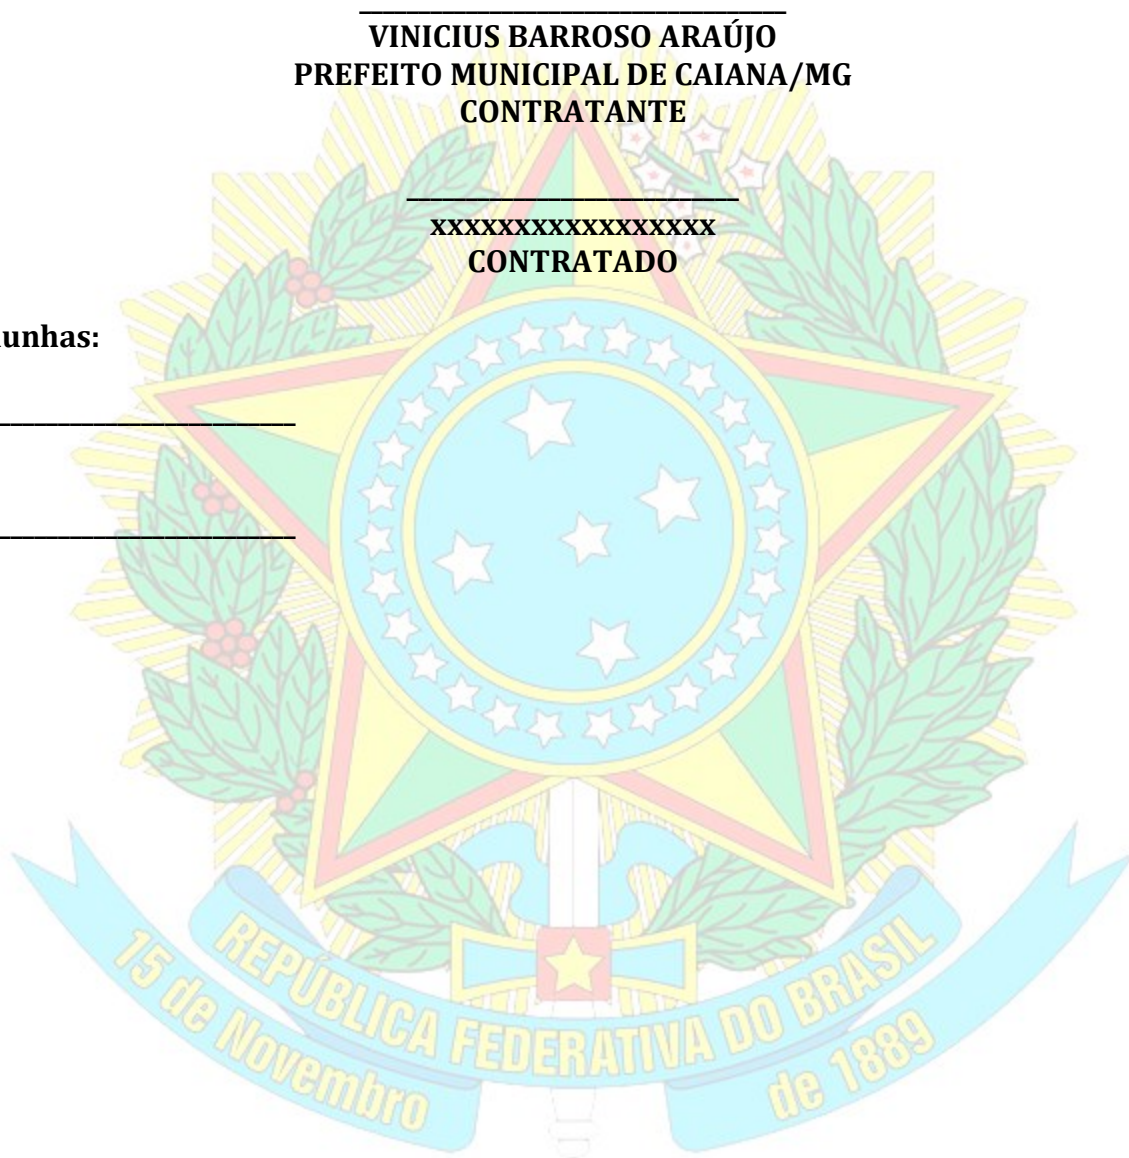 VINICIUS BARROSO ARAÚJO
PREFEITO MUNICIPAL DE CAIANA/MG
CONTRATANTE
xxxxxxxxxxxxxxxxx
CONTRATADO
unhas:
REPÚBLICA FEDERATIVA DO BRASIL
15 de Novembro
de 1889